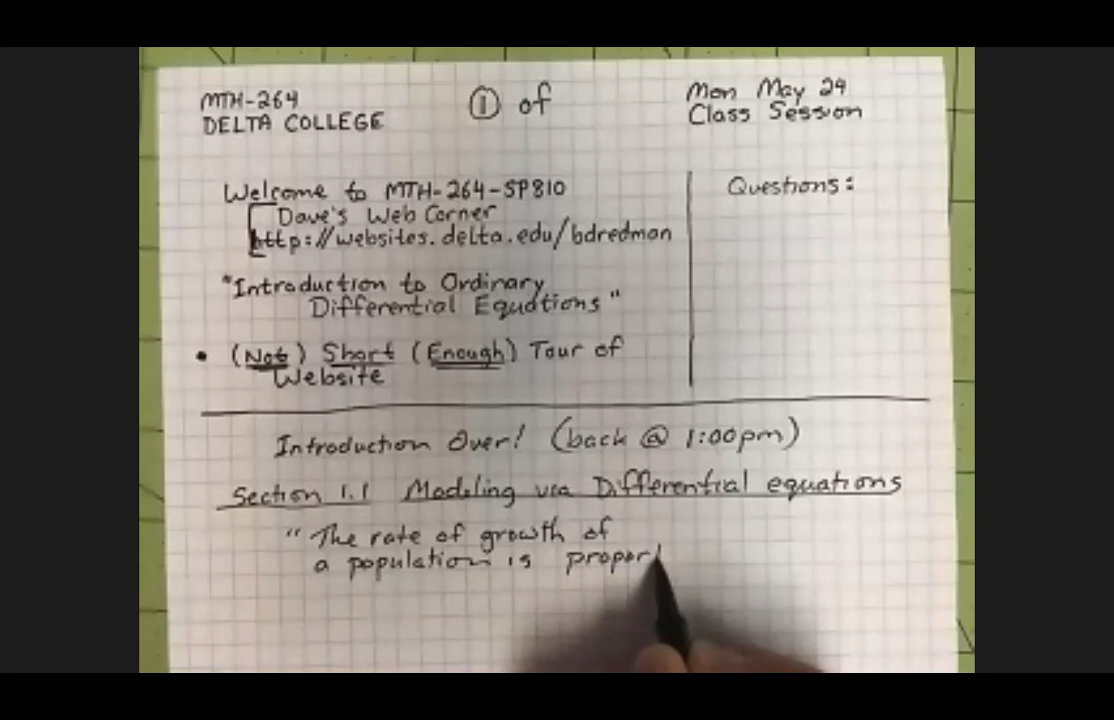 MTH-264
DELTA COLLEGE
① of
Mon May 24
Class Session
Welcome to MTH-264-SP810
Dave's Web Corner
http://websites.delta.edu/bdredman
"Introduction to Ordinary
Differential Equations"
• (Not) Short (Enough) Tour of
Website
Questions:
Introduction Over! (back @ 1:00pm)
Section 1.1 Modeling via Differential equations
"The rate of growth of
a population is propor